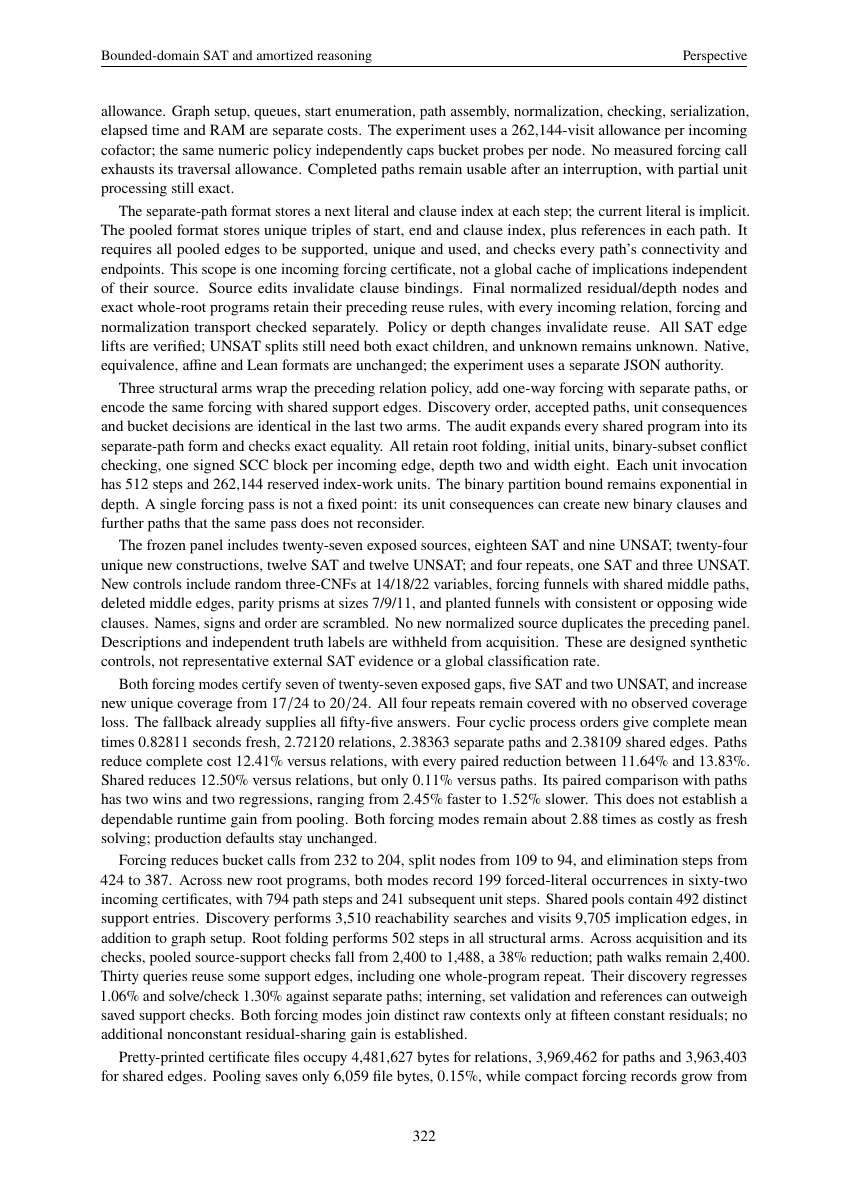 Bounded-domain SAT and amortized reasoning Perspective
allowance. Graph setup, queues, start enumeration, path assembly, normalization, checking, serialization,
elapsed time and RAM are separate costs. The experiment uses a 262,144-visit allowance per incoming
cofactor; the same numeric policy independently caps bucket probes per node. No measured forcing call
exhausts its traversal allowance. Completed paths remain usable after an interruption, with partial unit
processing still exact.
The separate-path format stores a next literal and clause index at each step; the current literal is implicit.
The pooled format stores unique triples of start, end and clause index, plus references in each path. It
requires all pooled edges to be supported, unique and used, and checks every path's connectivity and
endpoints. This scope is one incoming forcing certificate, not a global cache of implications independent
of their source. Source edits invalidate clause bindings. Final normalized residual/depth nodes and
exact whole-root programs retain their preceding reuse rules, with every incoming relation, forcing and
normalization transport checked separately. Policy or depth changes invalidate reuse. All SAT edge
lifts are verified; UNSAT splits still need both exact children, and unknown remains unknown. Native,
equivalence, affine and Lean formats are unchanged; the experiment uses a separate JSON authority.
Three structural arms wrap the preceding relation policy, add one-way forcing with separate paths, or
encode the same forcing with shared support edges. Discovery order, accepted paths, unit consequences
and bucket decisions are identical in the last two arms. The audit expands every shared program into its
separate-path form and checks exact equality. All retain root folding, initial units, binary-subset conflict
checking, one signed SCC block per incoming edge, depth two and width eight. Each unit invocation
has 512 steps and 262,144 reserved index-work units. The binary partition bound remains exponential in
depth. A single forcing pass is not a fixed point: its unit consequences can create new binary clauses and
further paths that the same pass does not reconsider.
The frozen panel includes twenty-seven exposed sources, eighteen SAT and nine UNSAT; twenty-four
unique new constructions, twelve SAT and twelve UNSAT; and four repeats, one SAT and three UNSAT.
New controls include random three-CNFs at 14/18/22 variables, forcing funnels with shared middle paths,
deleted middle edges, parity prisms at sizes 7/9/11, and planted funnels with consistent or opposing wide
clauses. Names, signs and order are scrambled. No new normalized source duplicates the preceding panel.
Descriptions and independent truth labels are withheld from acquisition. These are designed synthetic
controls, not representative external SAT evidence or a global classification rate.
Both forcing modes certify seven of twenty-seven exposed gaps, five SAT and two UNSAT, and increase
new unique coverage from 17/24 to 20/24. All four repeats remain covered with no observed coverage
loss. The fallback already supplies all fifty-five answers. Four cyclic process orders give complete mean
times 0.82811 seconds fresh, 2.72120 relations, 2.38363 separate paths and 2.38109 shared edges. Paths
reduce complete cost 12.41% versus relations, with every paired reduction between 11.64% and 13.83%.
Shared reduces 12.50% versus relations, but only 0.11% versus paths. Its paired comparison with paths
has two wins and two regressions, ranging from 2.45% faster to 1.52% slower. This does not establish a
dependable runtime gain from pooling. Both forcing modes remain about 2.88 times as costly as fresh
solving; production defaults stay unchanged.
Forcing reduces bucket calls from 232 to 204, split nodes from 109 to 94, and elimination steps from
424 to 387. Across new root programs, both modes record 199 forced-literal occurrences in sixty-two
incoming certificates, with 794 path steps and 241 subsequent unit steps. Shared pools contain 492 distinct
support entries. Discovery performs 3,510 reachability searches and visits 9,705 implication edges, in
addition to graph setup. Root folding performs 502 steps in all structural arms. Across acquisition and its
checks, pooled source-support checks fall from 2,400 to 1,488, a 38% reduction; path walks remain 2,400.
Thirty queries reuse some support edges, including one whole-program repeat. Their discovery regresses
1.06% and solve/check 1.30% against separate paths; interning, set validation and references can outweigh
saved support checks. Both forcing modes join distinct raw contexts only at fifteen constant residuals; no
additional nonconstant residual-sharing gain is established.
Pretty-printed certificate files occupy 4,481,627 bytes for relations, 3,969,462 for paths and 3,963,403
for shared edges. Pooling saves only 6,059 file bytes, 0.15%, while compact forcing records grow from
322